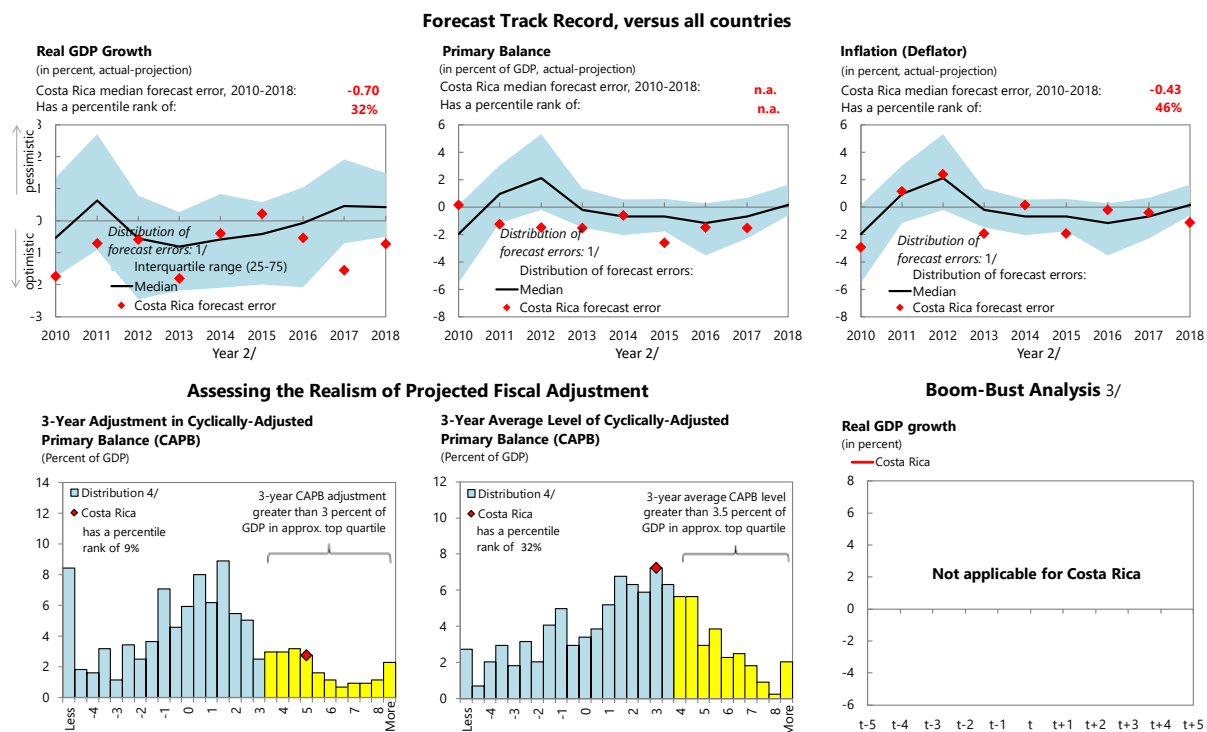 Forecast Track Record, versus all countries
Real GDP Growth
(in percent, actual-projection)
Costa Rica median forecast error, 2010-2018: -0.70
Has a percentile rank of: 32%
3
2
1
0
-1
-2
-3
pessimistic
optimistic
Distribution of
forecast errors: 1/
Interquartile range (25-75)
Median
Costa Rica forecast error
2010 2011 2012 2013 2014 2015 2016 2017 2018
Year 2/
Primary Balance
(in percent of GDP, actual-projection)
Costa Rica median forecast error, 2010-2018: n.a.
Has a percentile rank of: n.a.
6
4
2
0
-2
-4
-6
-8
Distribution of
forecast errors: 1/
Distribution of forecast errors:
Median
Costa Rica forecast error
2010 2011 2012 2013 2014 2015 2016 2017 2018
Year 2/
Inflation (Deflator)
(in percent, actual-projection)
Costa Rica median forecast error, 2010-2018: -0.43
Has a percentile rank of: 46%
6
4
2
0
-2
-4
-6
-8
Distribution of
forecast errors: 1/
Distribution of forecast errors:
Median
Costa Rica forecast error
2010 2011 2012 2013 2014 2015 2016 2017 2018
Year 2/
Assessing the Realism of Projected Fiscal Adjustment
3-Year Adjustment in Cyclically-Adjusted
Primary Balance (CAPB)
(Percent of GDP)
14
12
10
8
6
4
2
0
Distribution 4/
Costa Rica
has a percentile
rank of 9%
3-year CAPB adjustment
greater than 3 percent of
GDP in approx. top quartile
Less -4 -3 -2 -1 0 1 2 3 4 5 6 7 8 More
3-Year Average Level of Cyclically-Adjusted
Primary Balance (CAPB)
(Percent of GDP)
12
10
8
6
4
2
0
Distribution 4/
Costa Rica
has a percentile
rank of 32%
3-year average CAPB level
greater than 3.5 percent of
GDP in approx. top quartile
Less -4 -3 -2 -1 0 1 2 3 4 5 6 7 8 More
Boom-Bust Analysis 3/
Real GDP growth
(in percent)
Costa Rica
8
6
4
2
0
-2
-4
-6
Not applicable for Costa Rica
t-5 t-4 t-3 t-2 t-1 t t+1 t+2 t+3 t+4 t+5